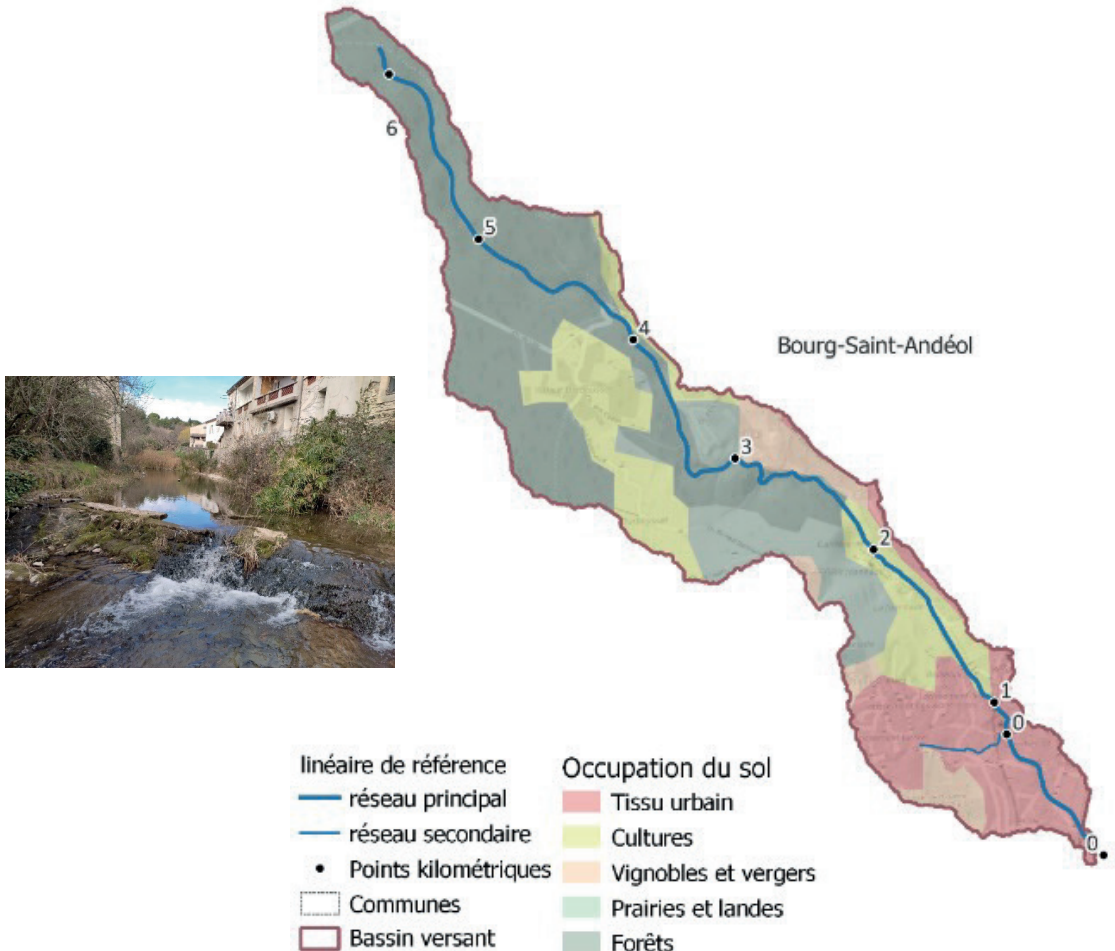 6
5
4
Bourg-Saint-Andéol
3
2
1
0
0
linéaire de référence
réseau principal
réseau secondaire
Points kilométriques
Communes
Bassin versant
Occupation du sol
Tissu urbain
Cultures
Vignobles et vergers
Prairies et landes
Forêts